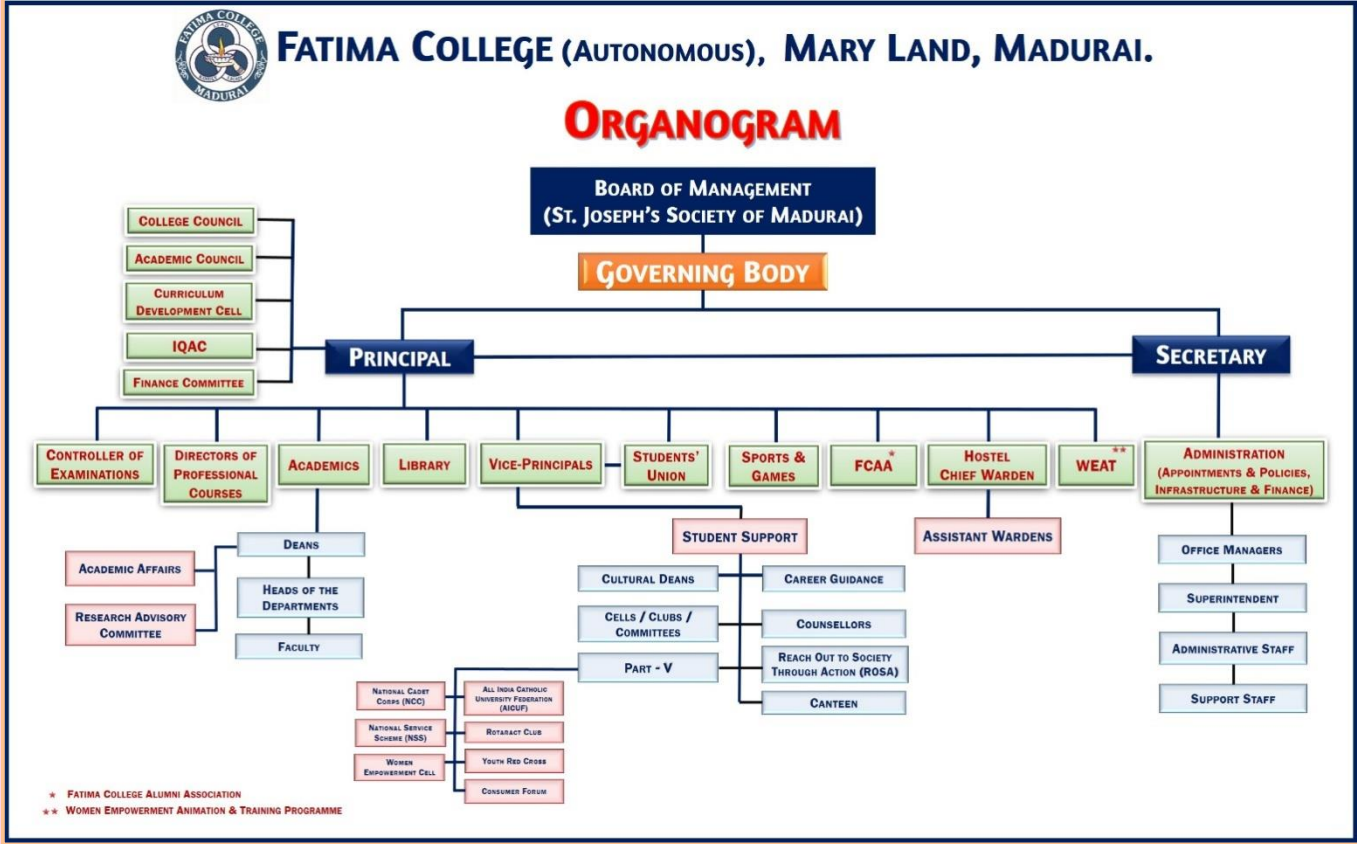 FATIMA COLLEGE
MADURAI
FATIMA COLLEGE (AUTONOMOUS), MARY LAND, MADURAI.
ORGANOGRAM
BOARD OF MANAGEMENT
(ST. JOSEPH'S SOCIETY OF MADURAI)
GOVERNING BODY
COLLEGE COUNCIL
ACADEMIC COUNCIL
CURRICULUM
DEVELOPMENT CELL
IQAC
FINANCE COMMITTEE
PRINCIPAL
SECRETARY
CONTROLLER OF
EXAMINATIONS
DIRECTORS OF
PROFESSIONAL
COURSES
ACADEMICS
LIBRARY
VICE-PRINCIPALS
STUDENTS'
UNION
SPORTS &
GAMES
FCAA*
HOSTEL
CHIEF WARDEN
WEAT**
ADMINISTRATION
(APPOINTMENTS & POLICIES,
INFRASTRUCTURE & FINANCE)
DEANS
ACADEMIC AFFAIRS
RESEARCH ADVISORY
COMMITTEE
HEADS OF THE
DEPARTMENTS
FACULTY
STUDENT SUPPORT
CULTURAL DEANS
CAREER GUIDANCE
CELLS / CLUBS /
COMMITTEES
COUNSELLORS
PART - V
REACH OUT TO SOCIETY
THROUGH ACTION (ROSA)
CANTEEN
NATIONAL CADET
CORPS (NCC)
ALL INDIA CATHOLIC
UNIVERSITY FEDERATION
(AICUF)
NATIONAL SERVICE
SCHEME (NSS)
ROTARACT CLUB
WOMEN
EMPOWERMENT CELL
YOUTH RED CROSS
CONSUMER FORUM
ASSISTANT WARDENS
OFFICE MANAGERS
SUPERINTENDENT
ADMINISTRATIVE STAFF
SUPPORT STAFF
* FATIMA COLLEGE ALUMNI ASSOCIATION
** WOMEN EMPOWERMENT ANIMATION & TRAINING PROGRAMME